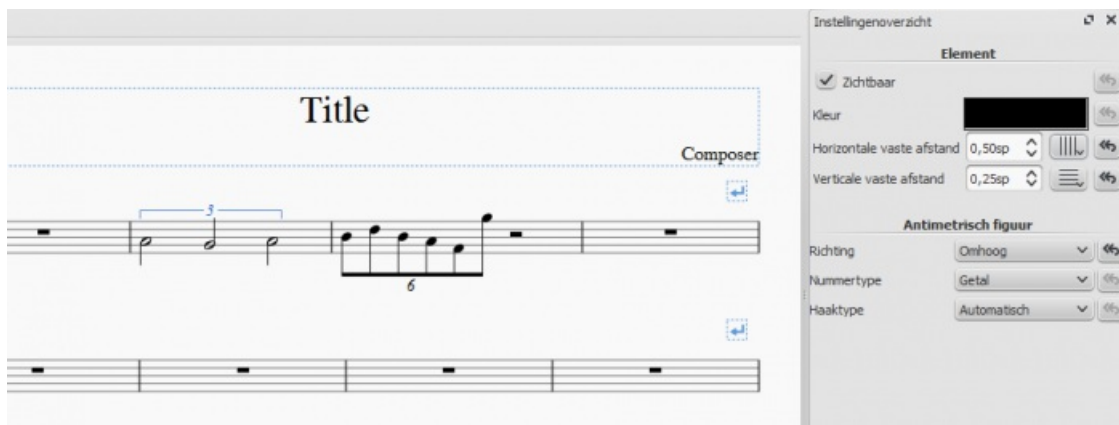 Title
Composer
3
6
Instellingenoverzicht
Element
Zichtbaar
Kleur
Horizontale vaste afstand 0,50sp
Verticale vaste afstand 0,25sp
Antimetrisch figuur
Richting Omhoog
Nummertype Getal
Haaktype Automatisch